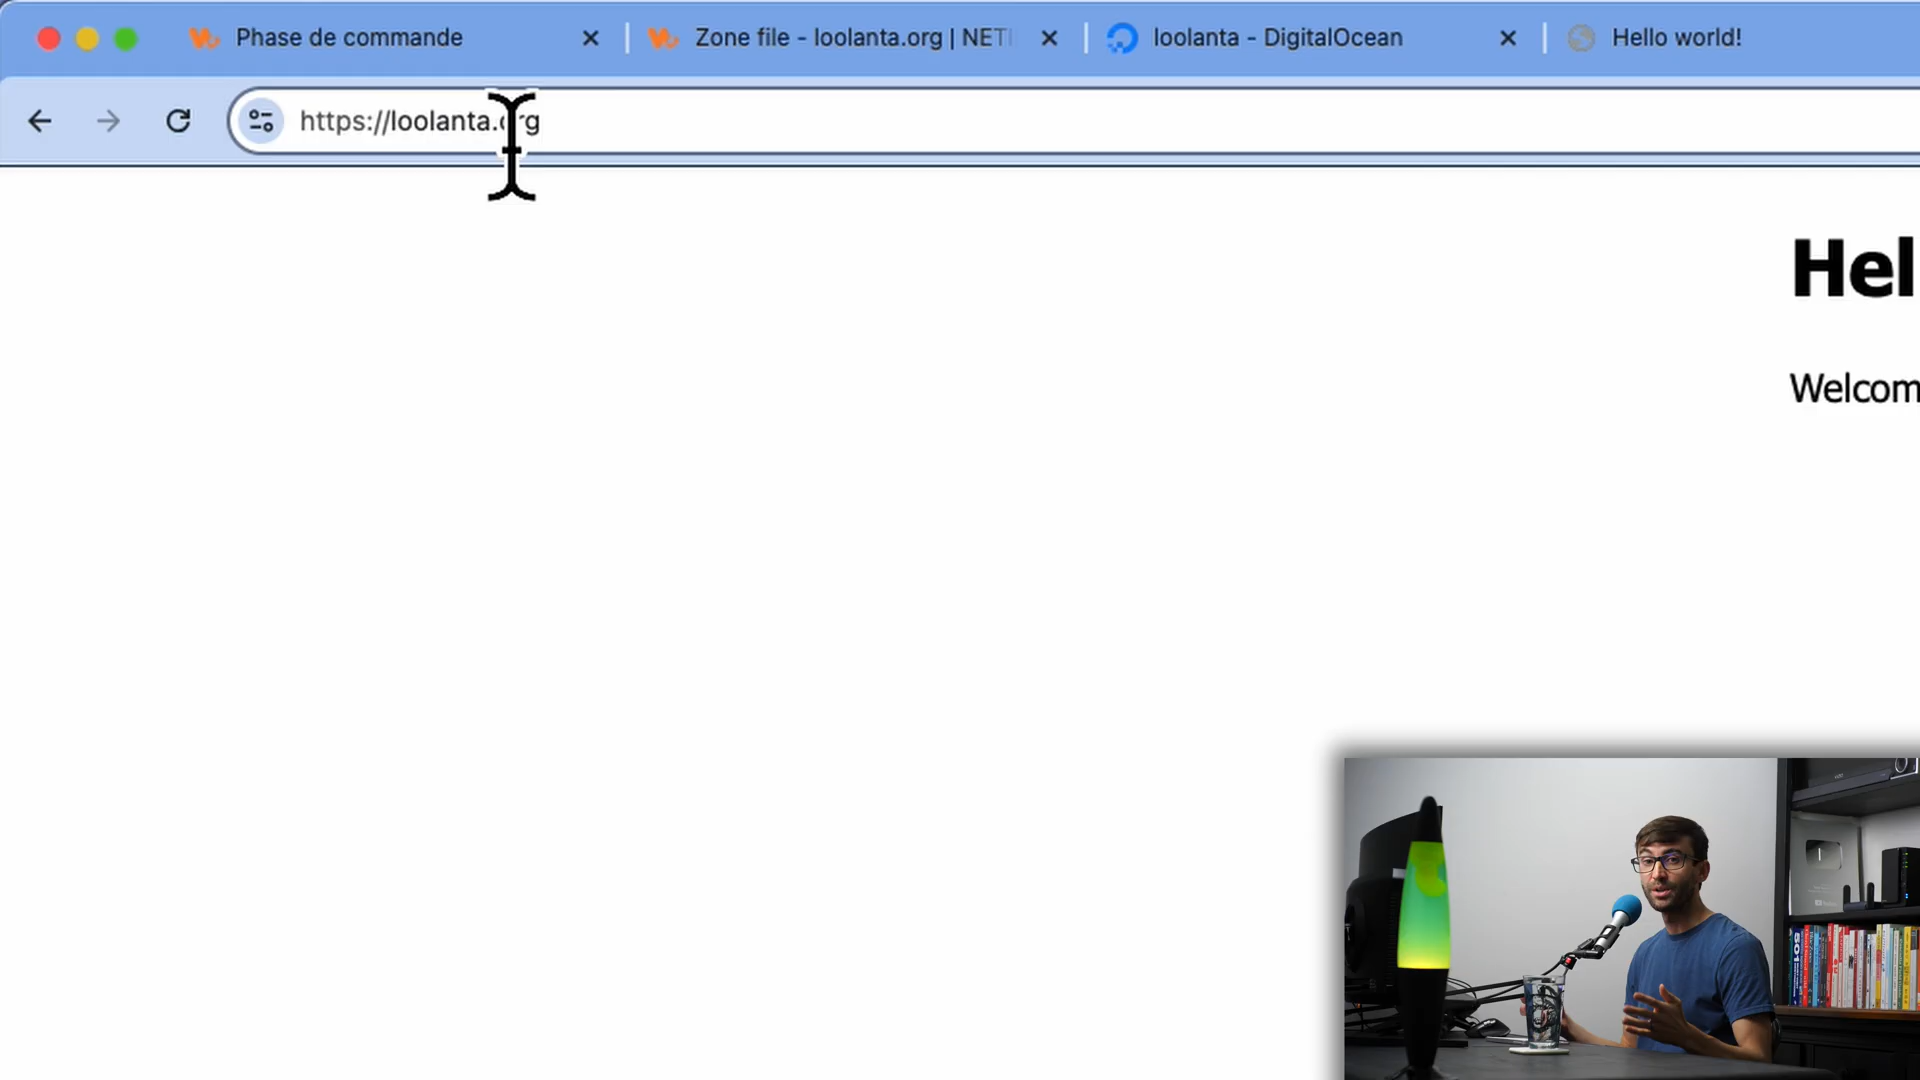 Phase de commande
Zone file - loolanta.org | NET
loolanta - DigitalOcean
Hello world!
https://loolanta.org
Hel
Welcom